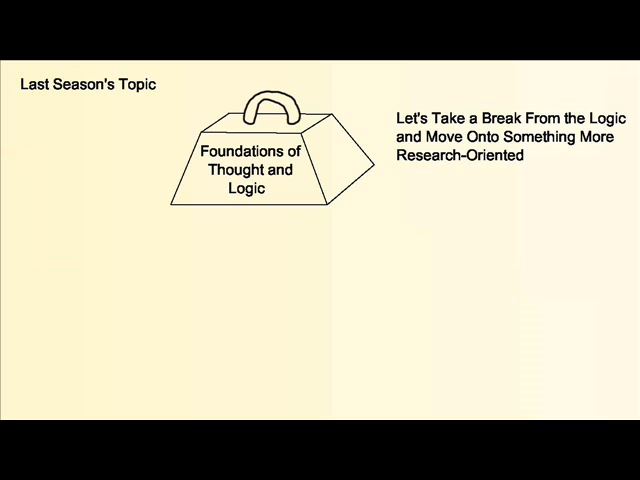 Last Season's Topic
Foundations of
Thought and
Logic
Let's Take a Break From the Logic
and Move Onto Something More
Research-Oriented